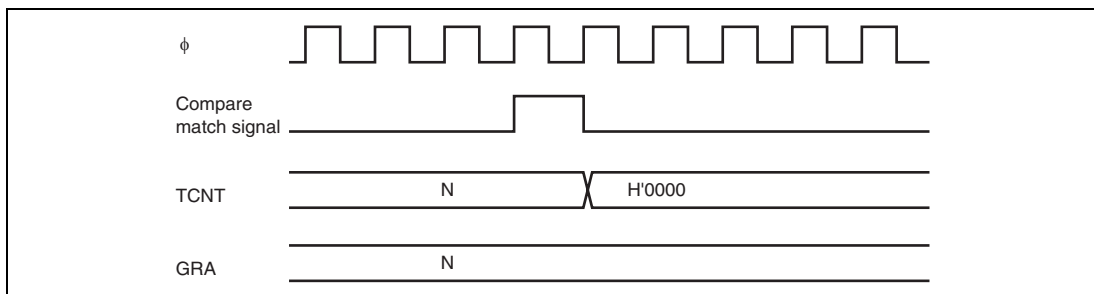 ϕ
Compare
match signal
TCNT N H'0000
GRA N